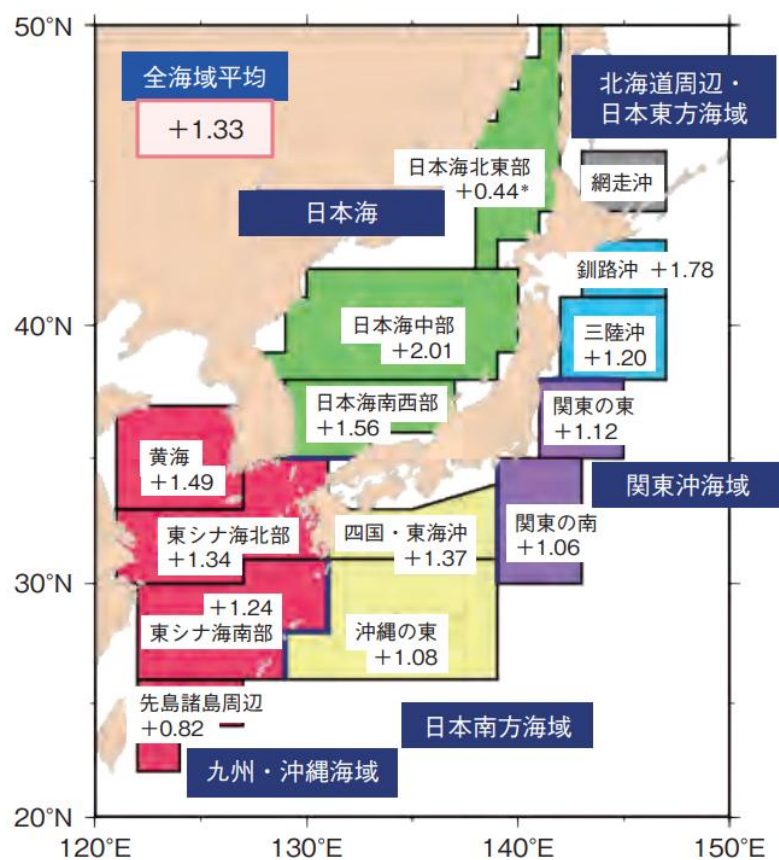 50°N
40°N
30°N
20°N
120°E
130°E
140°E
150°E
全海域平均
+1.33
北海道周辺・
日本東方海域
日本海北東部
+0.44*
網走沖
日本海
釧路沖 +1.78
日本海中部
+2.01
三陸沖
+1.20
日本海南西部
+1.56
関東の東
+1.12
黄海
+1.49
関東沖海域
東シナ海北部
+1.34
四国・東海沖
+1.37
関東の南
+1.06
+1.24
東シナ海南部
沖縄の東
+1.08
先島諸島周辺
+0.82
日本南方海域
九州・沖縄海域